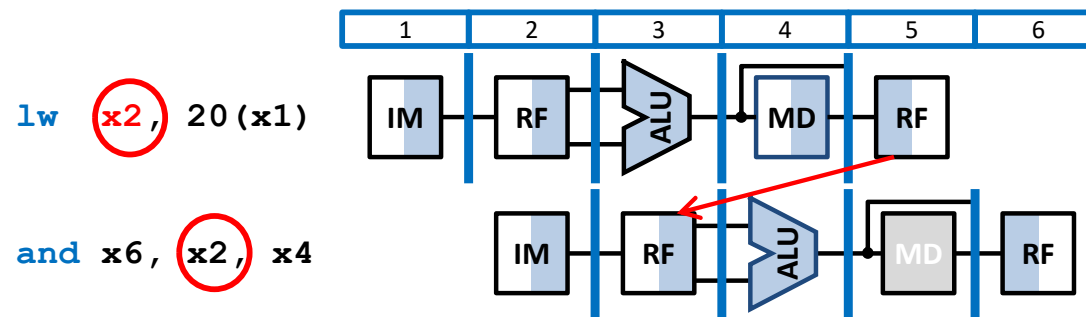 1 2 3 4 5 6
lw x2, 20(x1) IM RF ALU MD RF
and x6, x2, x4 IM RF ALU MD RF